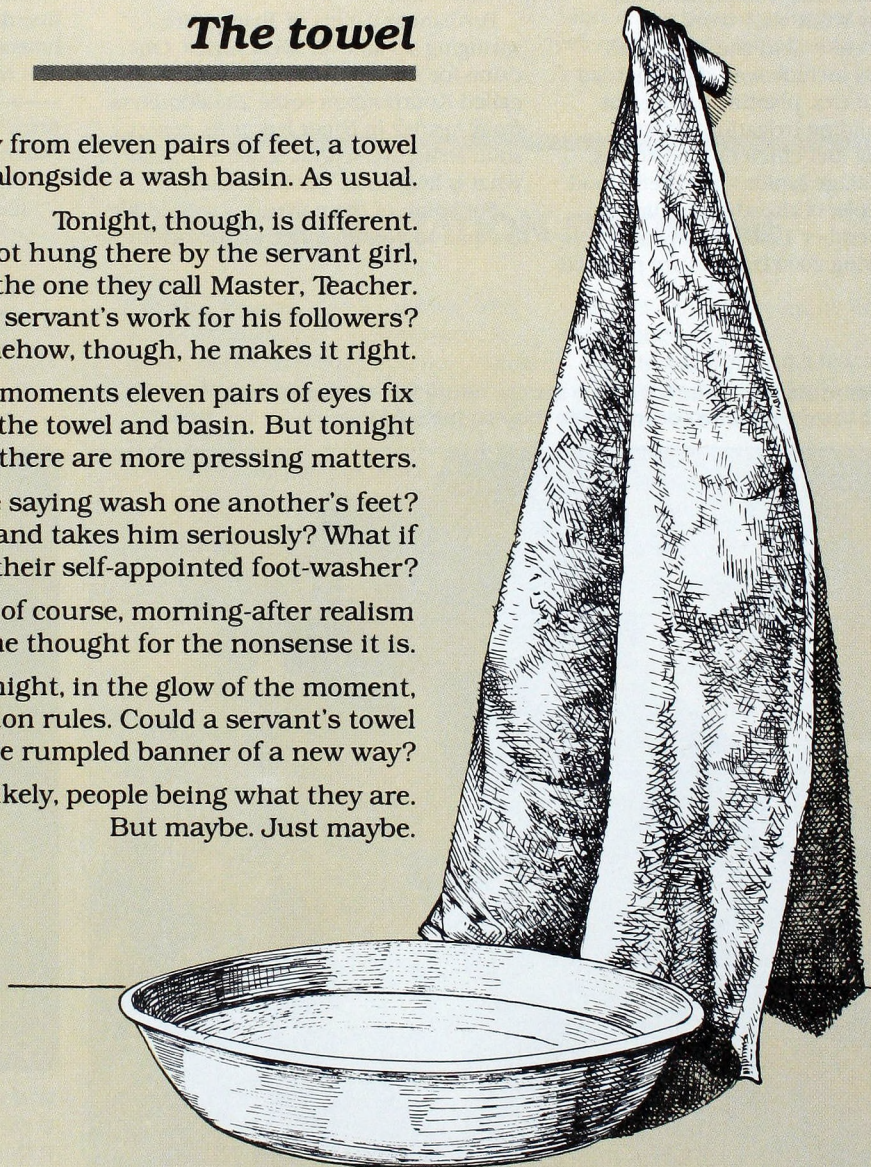 The towel
from eleven pairs of feet, a towel
alongside a wash basin. As usual.
Tonight, though, is different.
hung there by the servant girl,
the one they call Master, Teacher.
servant's work for his followers?
though, he makes it right.
moments eleven pairs of eyes fix
the towel and basin. But tonight
there are more pressing matters.
saying wash one another's feet?
and takes him seriously? What if
their self-appointed foot-washer?
of course, morning-after realism
thought for the nonsense it is.
in the glow of the moment,
rules. Could a servant's towel
rumpled banner of a new way?
people being what they are.
But maybe. Just maybe.